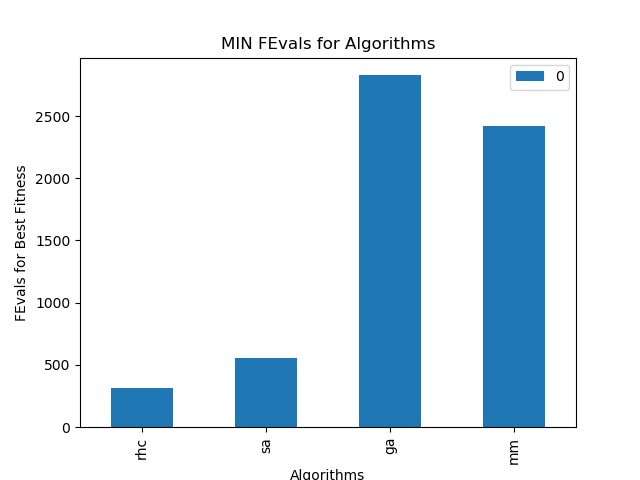 MIN FEvals for Algorithms
0
FEvals for Best Fitness
2500
2000
1500
1000
500
0
rhc
sa
ga
mm
Algorithms